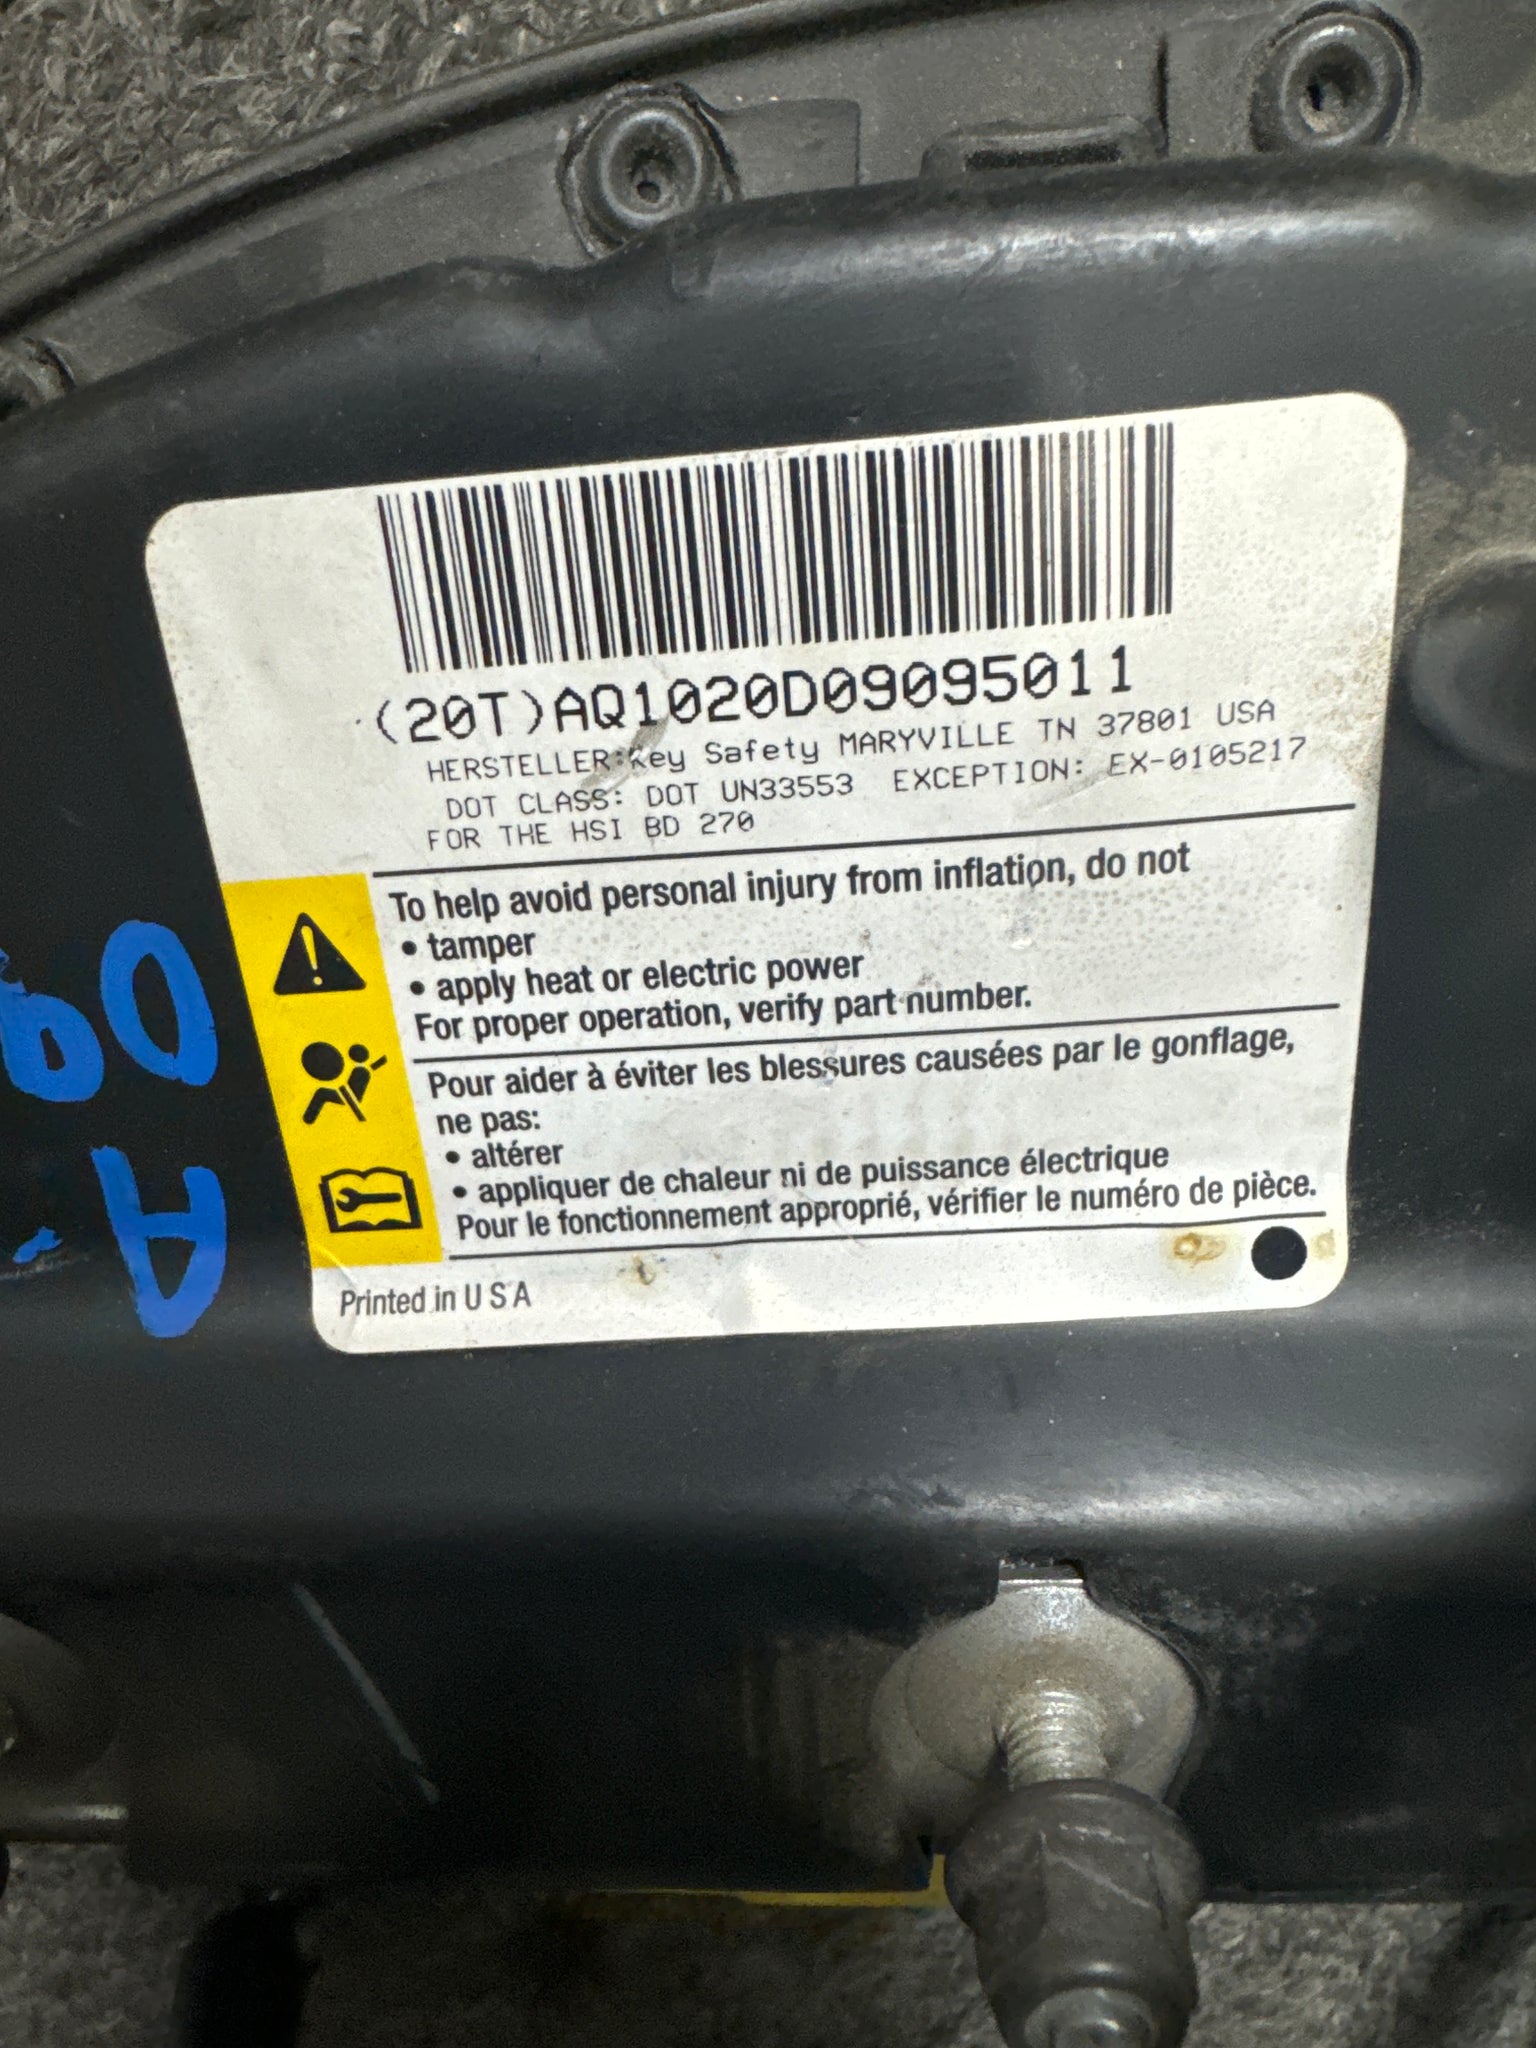 (20T)AQ1020D09095011
HERSTELLER:Key Safety MARYVILLE TN 37801 USA
DOT CLASS: DOT UN33553 EXCEPTION: EX-0105217
FOR THE HSI BD 270
To help avoid personal injury from inflation, do not
• tamper
• apply heat or electric power
For proper operation, verify part number.
Pour aider à éviter les blessures causées par le gonflage,
ne pas:
• altérer
• appliquer de chaleur ni de puissance électrique
Pour le fonctionnement approprié, vérifier le numéro de pièce.
Printed in U S A